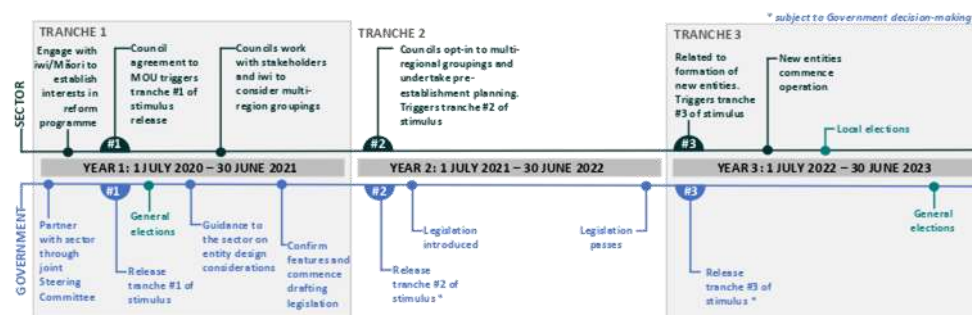 * subject to Government decision-making
TRANCHE 1
TRANCHE 2
TRANCHE 3
SECTOR
Engage with
iwi/Māori to
establish
interests in
reform
programme
Council
agreement to
MOU triggers
tranche #1 of
stimulus
release
Councils work
with stakeholders
and iwi to
consider multi-
region groupings
Councils opt-in to multi-
regional groupings and
undertake pre-
establishment planning.
Triggers tranche #2 of
stimulus
Related to
formation of
new entities.
Triggers tranche
#3 of stimulus
New entities
commence
operation
Local elections
#1
#2
#3
YEAR 1: 1 JULY 2020 – 30 JUNE 2021
YEAR 2: 1 JULY 2021 – 30 JUNE 2022
YEAR 3: 1 JULY 2022 – 30 JUNE 2023
GOVERNMENT
#1
#2
#3
Partner
with sector
through
joint
Steering
Committee
Release
tranche #1 of
stimulus
General
elections
Guidance to
the sector on
entity design
considerations
Confirm
features and
commence
drafting
legislation
Release
tranche #2 of
stimulus *
Legislation
introduced
Legislation
passes
Release
tranche #3 of
stimulus *
General
elections